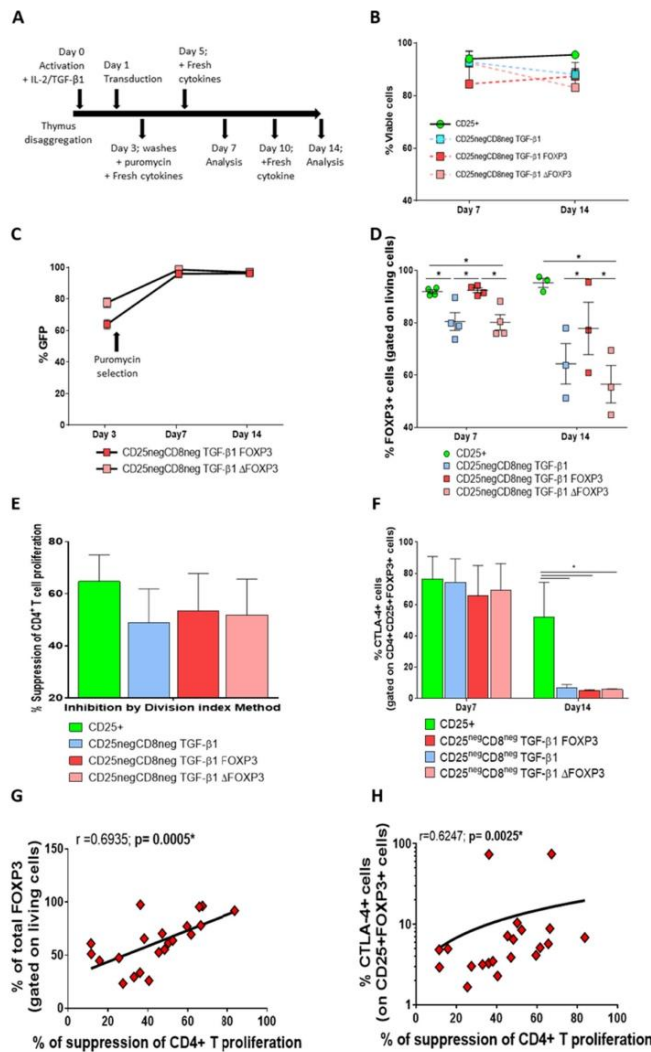 A
Day 0
Activation
+ IL-2/TGF-β1
Day 1
Transduction
Day 5;
+ Fresh
cytokines
Thymus
disaggregation
Day 3; washes
+ puromycin
+ Fresh cytokines
Day 7
Analysis
Day 10;
+Fresh
cytokine
Day 14;
Analysis
B
% Viable cells
100
80
60
40
CD25+
CD25negCD8neg TGF-β1
CD25negCD8neg TGF-β1 FOXP3
CD25negCD8neg TGF-β1 ΔFOXP3
Day 7
Day 14
C
% GFP
100
80
60
40
20
0
Puromycin
selection
Day 3
Day7
Day 14
CD25negCD8neg TGF-β1 FOXP3
CD25negCD8neg TGF-β1 ΔFOXP3
D
% FOXP3+ cells (gated on living cells)
100
80
60
40
* * * * * * * *
Day 7
Day 14
CD25+
CD25negCD8neg TGF-β1
CD25negCD8neg TGF-β1 FOXP3
CD25negCD8neg TGF-β1 ΔFOXP3
E
% Suppression of CD4+ T cell proliferation
80
60
40
20
Inhibition by Division index Method
CD25+
CD25negCD8neg TGF-β1
CD25negCD8neg TGF-β1 FOXP3
CD25negCD8neg TGF-β1 ΔFOXP3
F
% CTLA-4+ cells
(gated on CD4+CD25+FOXP3+ cells)
100
80
60
40
20
0
*
Day7
Day14
CD25+
CD25negCD8neg TGF-β1 FOXP3
CD25negCD8neg TGF-β1
CD25negCD8neg TGF-β1 ΔFOXP3
G
r =0.6935; p= 0.0005*
% of total FOXP3
(gated on living cells)
150
100
50
0
0 20 40 60 80 100
% of suppression of CD4+ T proliferation
H
r=0.6247; p= 0.0025*
% CTLA-4+ cells
(on CD25+FOXP3+ cells)
100
10
1
0 20 40 60 80 100
% of suppression of CD4+ T proliferation